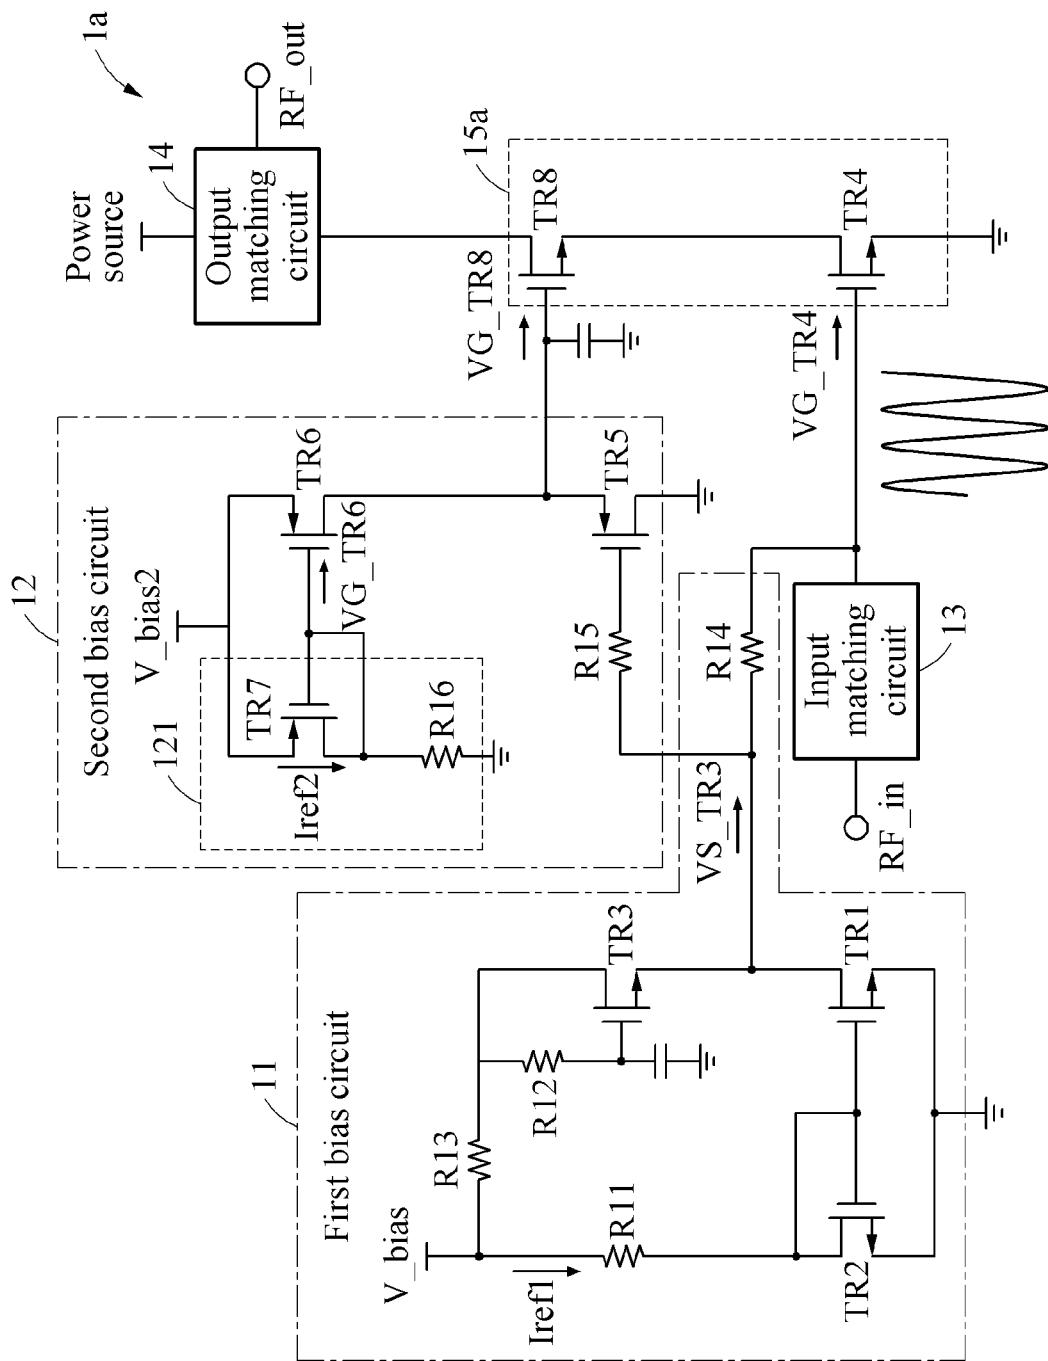 1a
Power
source
14
Output
matching
circuit
RF_out
15a
TR8
VG_TR8
TR4
VG_TR4
12
Second bias circuit
V_bias2
121
TR7
TR6
VG_TR6
Iref2
R16
TR5
R15
R14
Input
matching
circuit
13
RF_in
VS_TR3
11
First bias circuit
V_bias
R13
R12
TR3
Iref1
R11
TR1
TR2